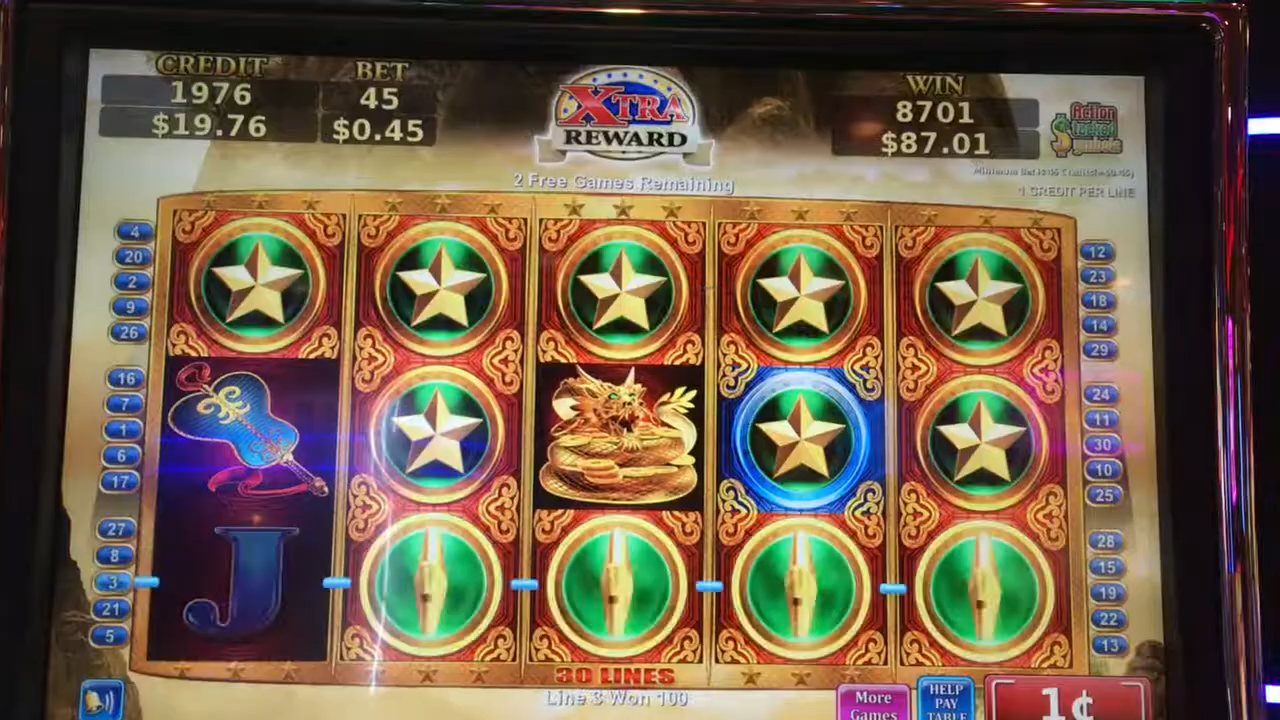 CREDIT
1976
$19.76
BET
45
$0.45
XTRA
REWARD
WIN
8701
$87.01
Action
Stacked
Symbols
2 Free Games Remaining
1 CREDIT PER LINE
4
20
2
9
26
16
7
1
6
17
27
8
3
21
5
12
23
18
14
29
24
11
30
10
25
28
15
19
22
13
J
30 LINES
Line 3 Won 100
More
Games
HELP
PAY
TABLE
1¢